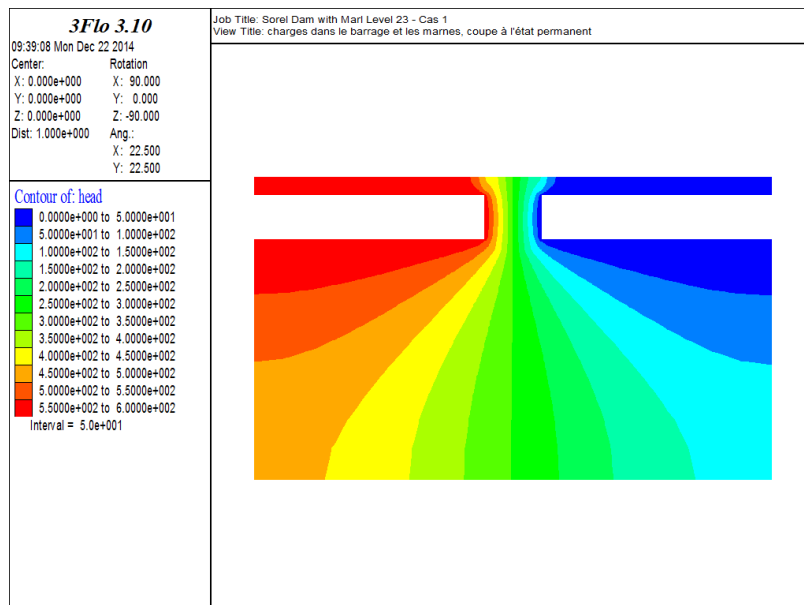 3Flo 3.10
09:39:08 Mon Dec 22 2014
Center: Rotation
X: 0.000e+000 X: 90.000
Y: 0.000e+000 Y: 0.000
Z: 0.000e+000 Z: -90.000
Dist: 1.000e+000 Ang.:
X: 22.500
Y: 22.500
Job Title: Sorel Dam with Marl Level 23 - Cas 1
View Title: charges dans le barrage et les marnes, coupe à l'état permanent
Contour of: head
0.0000e+000 to 5.0000e+001
5.0000e+001 to 1.0000e+002
1.0000e+002 to 1.5000e+002
1.5000e+002 to 2.0000e+002
2.0000e+002 to 2.5000e+002
2.5000e+002 to 3.0000e+002
3.0000e+002 to 3.5000e+002
3.5000e+002 to 4.0000e+002
4.0000e+002 to 4.5000e+002
4.5000e+002 to 5.0000e+002
5.0000e+002 to 5.5000e+002
5.5000e+002 to 6.0000e+002
Interval = 5.0e+001